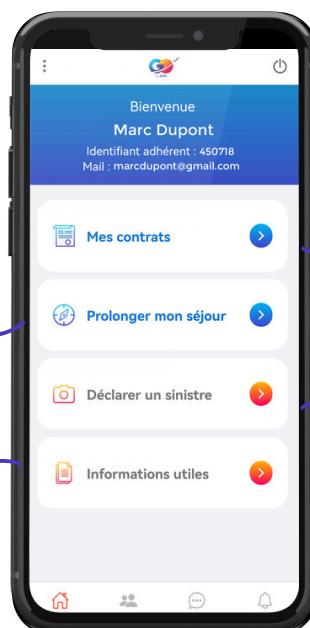 GO
Bienvenue
Marc Dupont
Identifiant adhérent : 450718
Mail : marcdupont@gmail.com
Mes contrats
Prolonger mon séjour
Déclarer un sinistre
Informations utiles